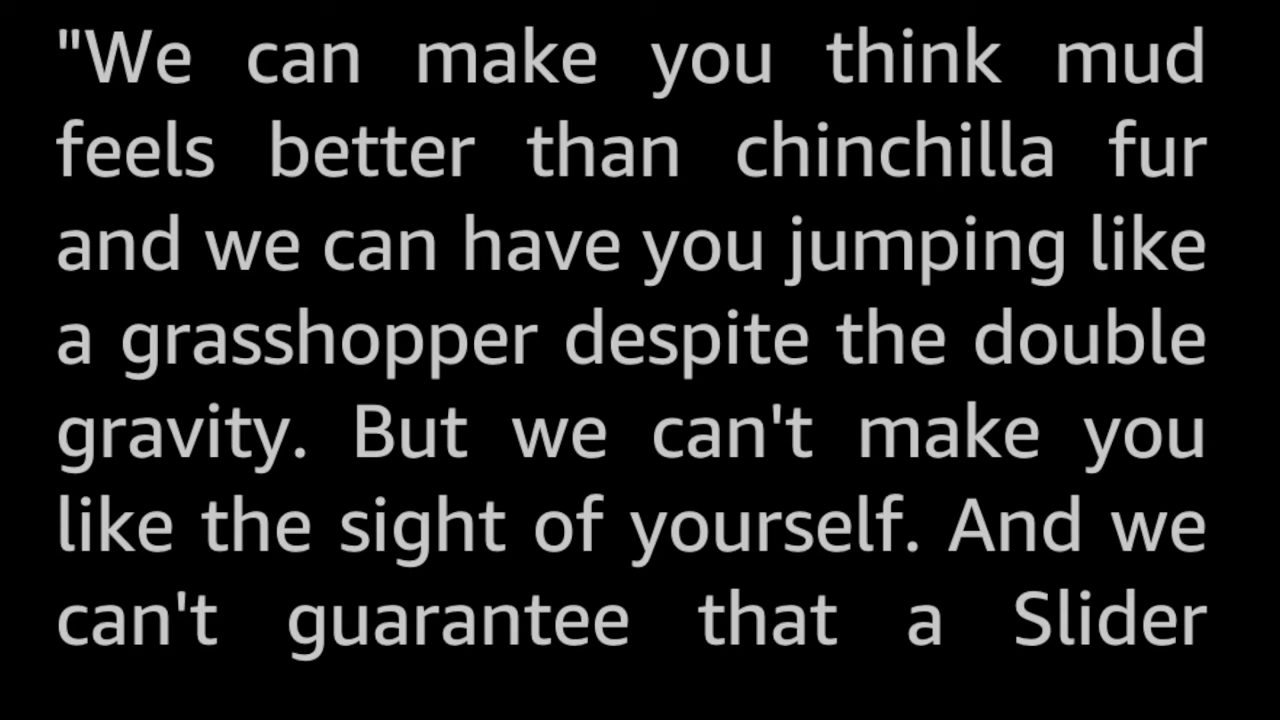 "We can make you think mud
feels better than chinchilla fur
and we can have you jumping like
a grasshopper despite the double
gravity. But we can't make you
like the sight of yourself. And we
can't guarantee that a Slider